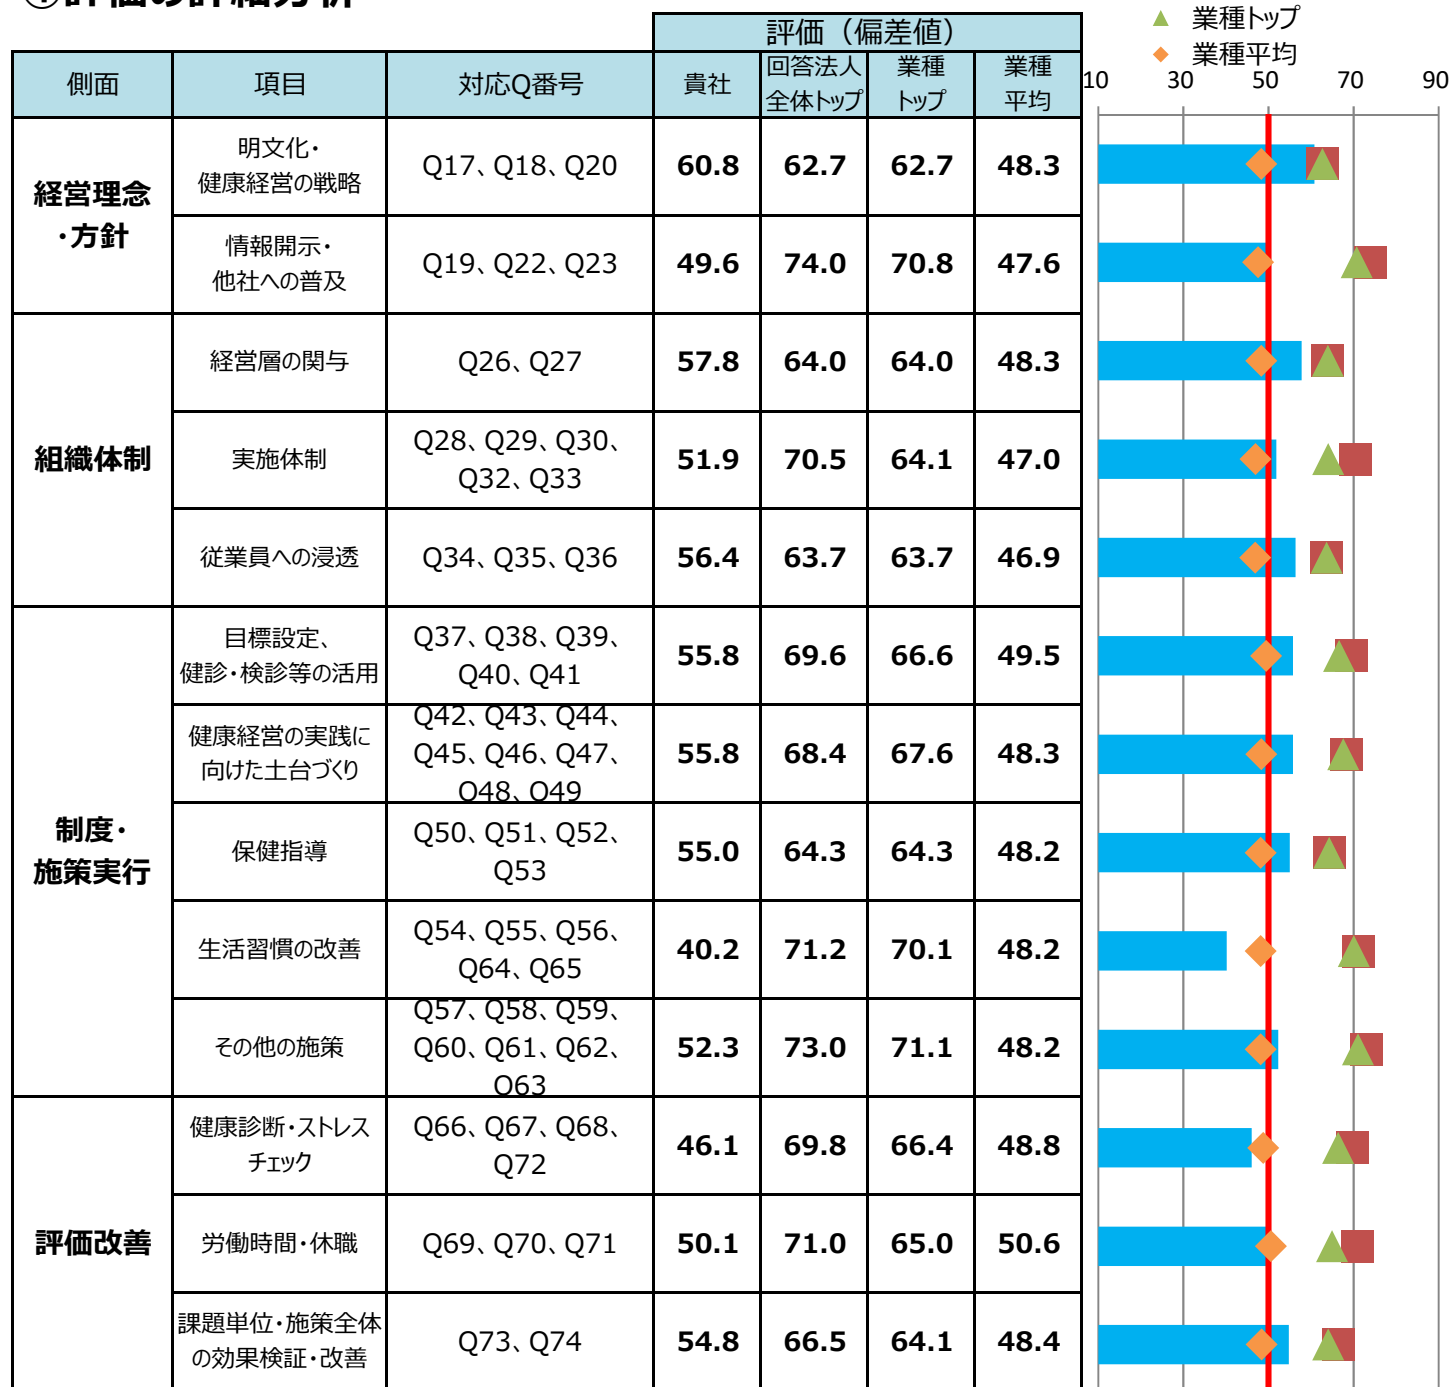 ①評価の詳細分析
業種トップ
業種平均
評価（偏差値）
側面 項目 対応Q番号 貴社 回答法人 業種 業種
全体トップ トップ 平均
10 30 50 70 90
経営理念
・方針
明文化・
健康経営の戦略
Q17、Q18、Q20 60.8 62.7 62.7 48.3
情報開示・
他社への普及
Q19、Q22、Q23 49.6 74.0 70.8 47.6
組織体制
経営層の関与 Q26、Q27 57.8 64.0 64.0 48.3
実施体制
Q28、Q29、Q30、
Q32、Q33
51.9 70.5 64.1 47.0
従業員への浸透 Q34、Q35、Q36 56.4 63.7 63.7 46.9
制度・
施策実行
目標設定、
健診・検診等の活用
Q37、Q38、Q39、
Q40、Q41
55.8 69.6 66.6 49.5
健康経営の実践に
向けた土台づくり
Q42、Q43、Q44、
Q45、Q46、Q47、
Q48、Q49
55.8 68.4 67.6 48.3
保健指導
Q50、Q51、Q52、
Q53
55.0 64.3 64.3 48.2
生活習慣の改善
Q54、Q55、Q56、
Q64、Q65
40.2 71.2 70.1 48.2
その他の施策
Q57、Q58、Q59、
Q60、Q61、Q62、
Q63
52.3 73.0 71.1 48.2
評価改善
健康診断・ストレス
チェック
Q66、Q67、Q68、
Q72
46.1 69.8 66.4 48.8
労働時間・休職 Q69、Q70、Q71 50.1 71.0 65.0 50.6
課題単位・施策全体
の効果検証・改善
Q73、Q74 54.8 66.5 64.1 48.4